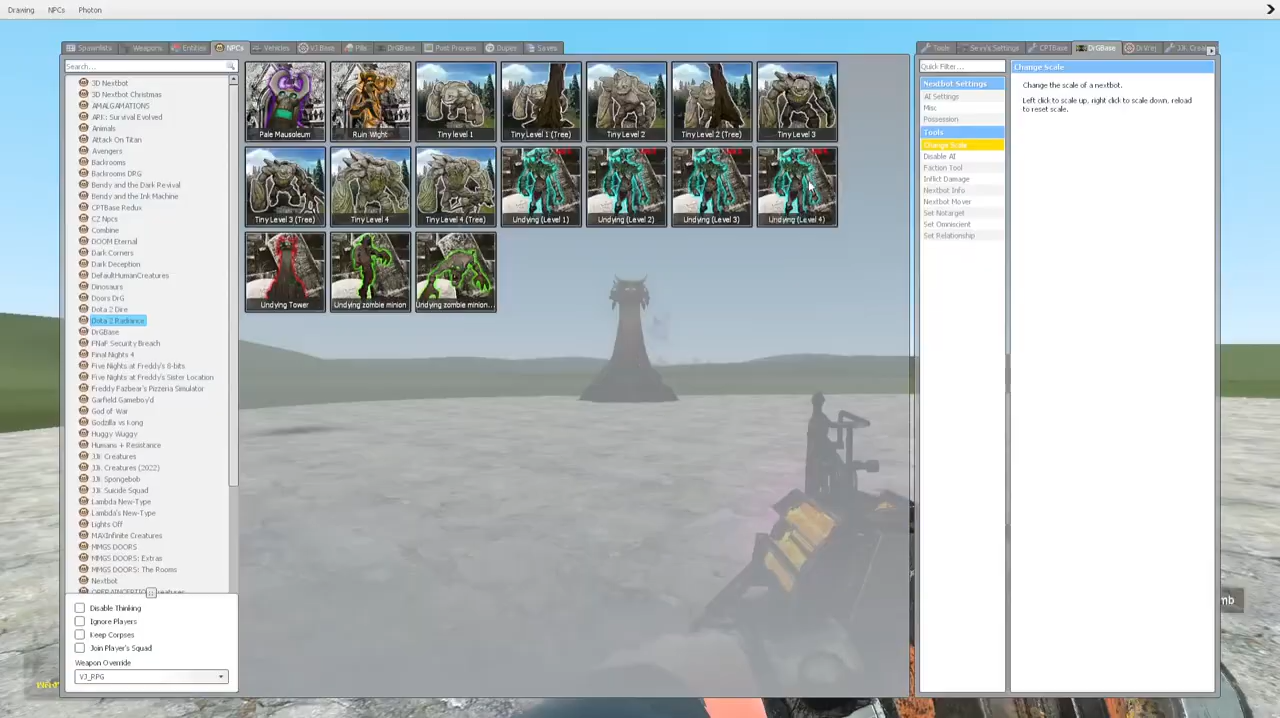 Drawing NPCs Photon
Spawnlists Weapons Entities NPCs Vehicles VJ Base Pills DrGBase Post Process Dupes Saves
Search...
3D Nextbot
3D Nextbot Christmas
AMALGAMATIONS
ARK: Survival Evolved
Animals
Attack On Titan
Avengers
Backrooms
Backrooms DRG
Bendy and the Dark Revival
Bendy and the Ink Machine
CPTBase Redux
CZ Npcs
Combine
DOOM Eternal
Dark Corners
Dark Deception
DefaultHumanCreatures
Dinosaurs
Doors DrG
Dota 2 Dire
Dota 2 Radiance
DrGBase
FNaF Security Breach
Final Nights 4
Five Nights at Freddy's 8-bits
Five Nights at Freddy's Sister Location
Freddy Fazbear's Pizzeria Simulator
Garfield Gameboy'd
God of War
Godzilla vs Kong
Huggy Wuggy
Humans + Resistance
JJK Creatures
JJK Creatures (2022)
JJK Spongebob
JJK Suicide Squad
Lambda New-Type
Lambda's New-Type
Lights Off
MAXInfinite Creatures
MMGS DOORS
MMGS DOORS: Extras
MMGS DOORS: The Rooms
Nextbot
Disable Thinking
Ignore Players
Keep Corpses
Join Player's Squad
Weapon Override
VJ_RPG
Pale Mausoleum Ruin Wight Tiny level 1 Tiny Level 1 (Tree) Tiny Level 2 Tiny Level 2 (Tree) Tiny Level 3
Tiny Level 3 (Tree) Tiny Level 4 Tiny Level 4 (Tree) Undying (Level 1) Undying (Level 2) Undying (Level 3) Undying (Level 4)
Undying Tower Undying zombie minion Undying zombie minion...
Tools CPTBase DrGBase
Quick Filter...
Nextbot Settings
AI Settings
Misc
Possession
Tools
Change Scale
Disable AI
Faction Tool
Inflict Damage
Nextbot Info
Nextbot Mover
Set Notarget
Set Omniscient
Set Relationship
Change Scale
Change the scale of a nextbot.
Left click to scale up, right click to scale down, reload
to reset scale.